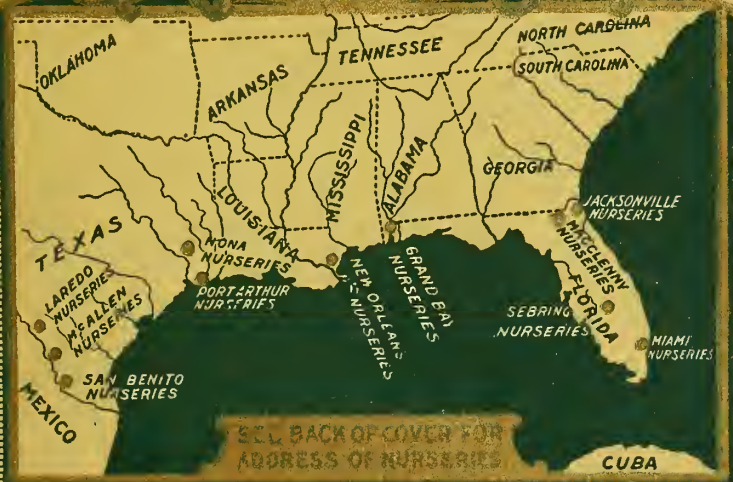 NORTH CAROLINA
SOUTH CAROLINA
TENNESSEE
OKLAHOMA
ARKANSAS
MISSISSIPPI
ALABAMA
GEORGIA
LOUISIANA
TEXAS
JACKSONVILLE
NURSERIES
MACCLENNY
NURSERIES
NONA
NURSERIES
PORT ARTHUR
NURSERIES
NEW ORLEANS
NURSERIES
GRAND BAY
NURSERIES
FLORIDA
SEBRING
NURSERIES
MIAMI
NURSERIES
LAREDO
NURSERIES
McALLEN
NURSERIES
SAN BENITO
NURSERIES
MEXICO
SEE BACK OF COVER FOR
ADDRESS OF NURSERIES
CUBA